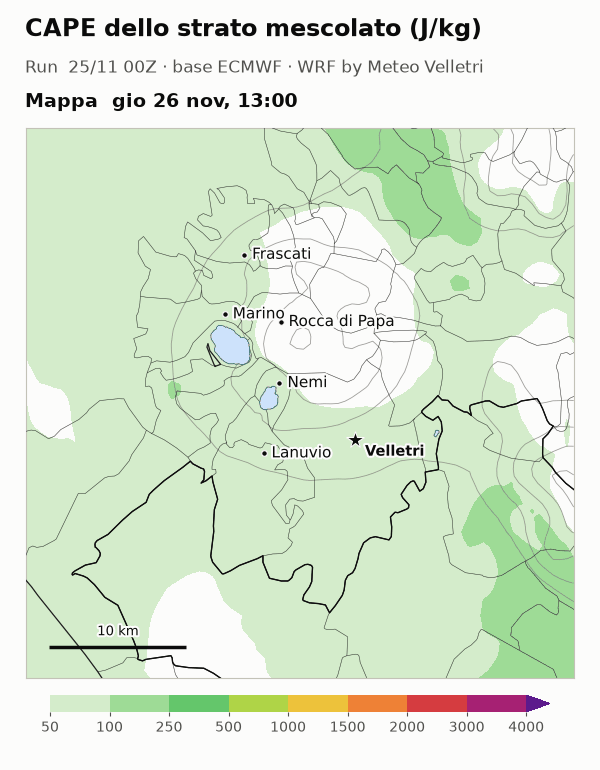 CAPE dello strato mescolato (J/kg)
Run  25/11 00Z · base ECMWF · WRF by Meteo Velletri
Mappa  gio 26 nov, 13:00
Frascati
Marino
Rocca di Papa
Nemi
Velletri
Lanuvio
10 km
50 100 250 500 1000 1500 2000 3000 4000